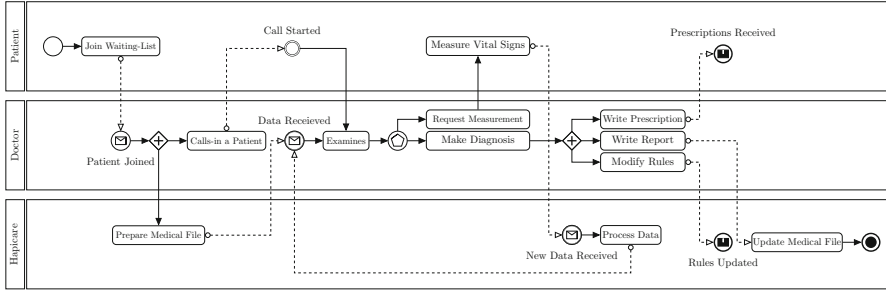 Patient
Call Started
Join Waiting-List
Measure Vital Signs
Prescriptions Received
Doctor
Patient Joined
Calls-in a Patient
Data Receieved
Examines
Request Measurement
Make Diagnosis
Write Prescription
Write Report
Modify Rules
Hapicare
Prepare Medical File
New Data Received
Process Data
Rules Updated
Update Medical File